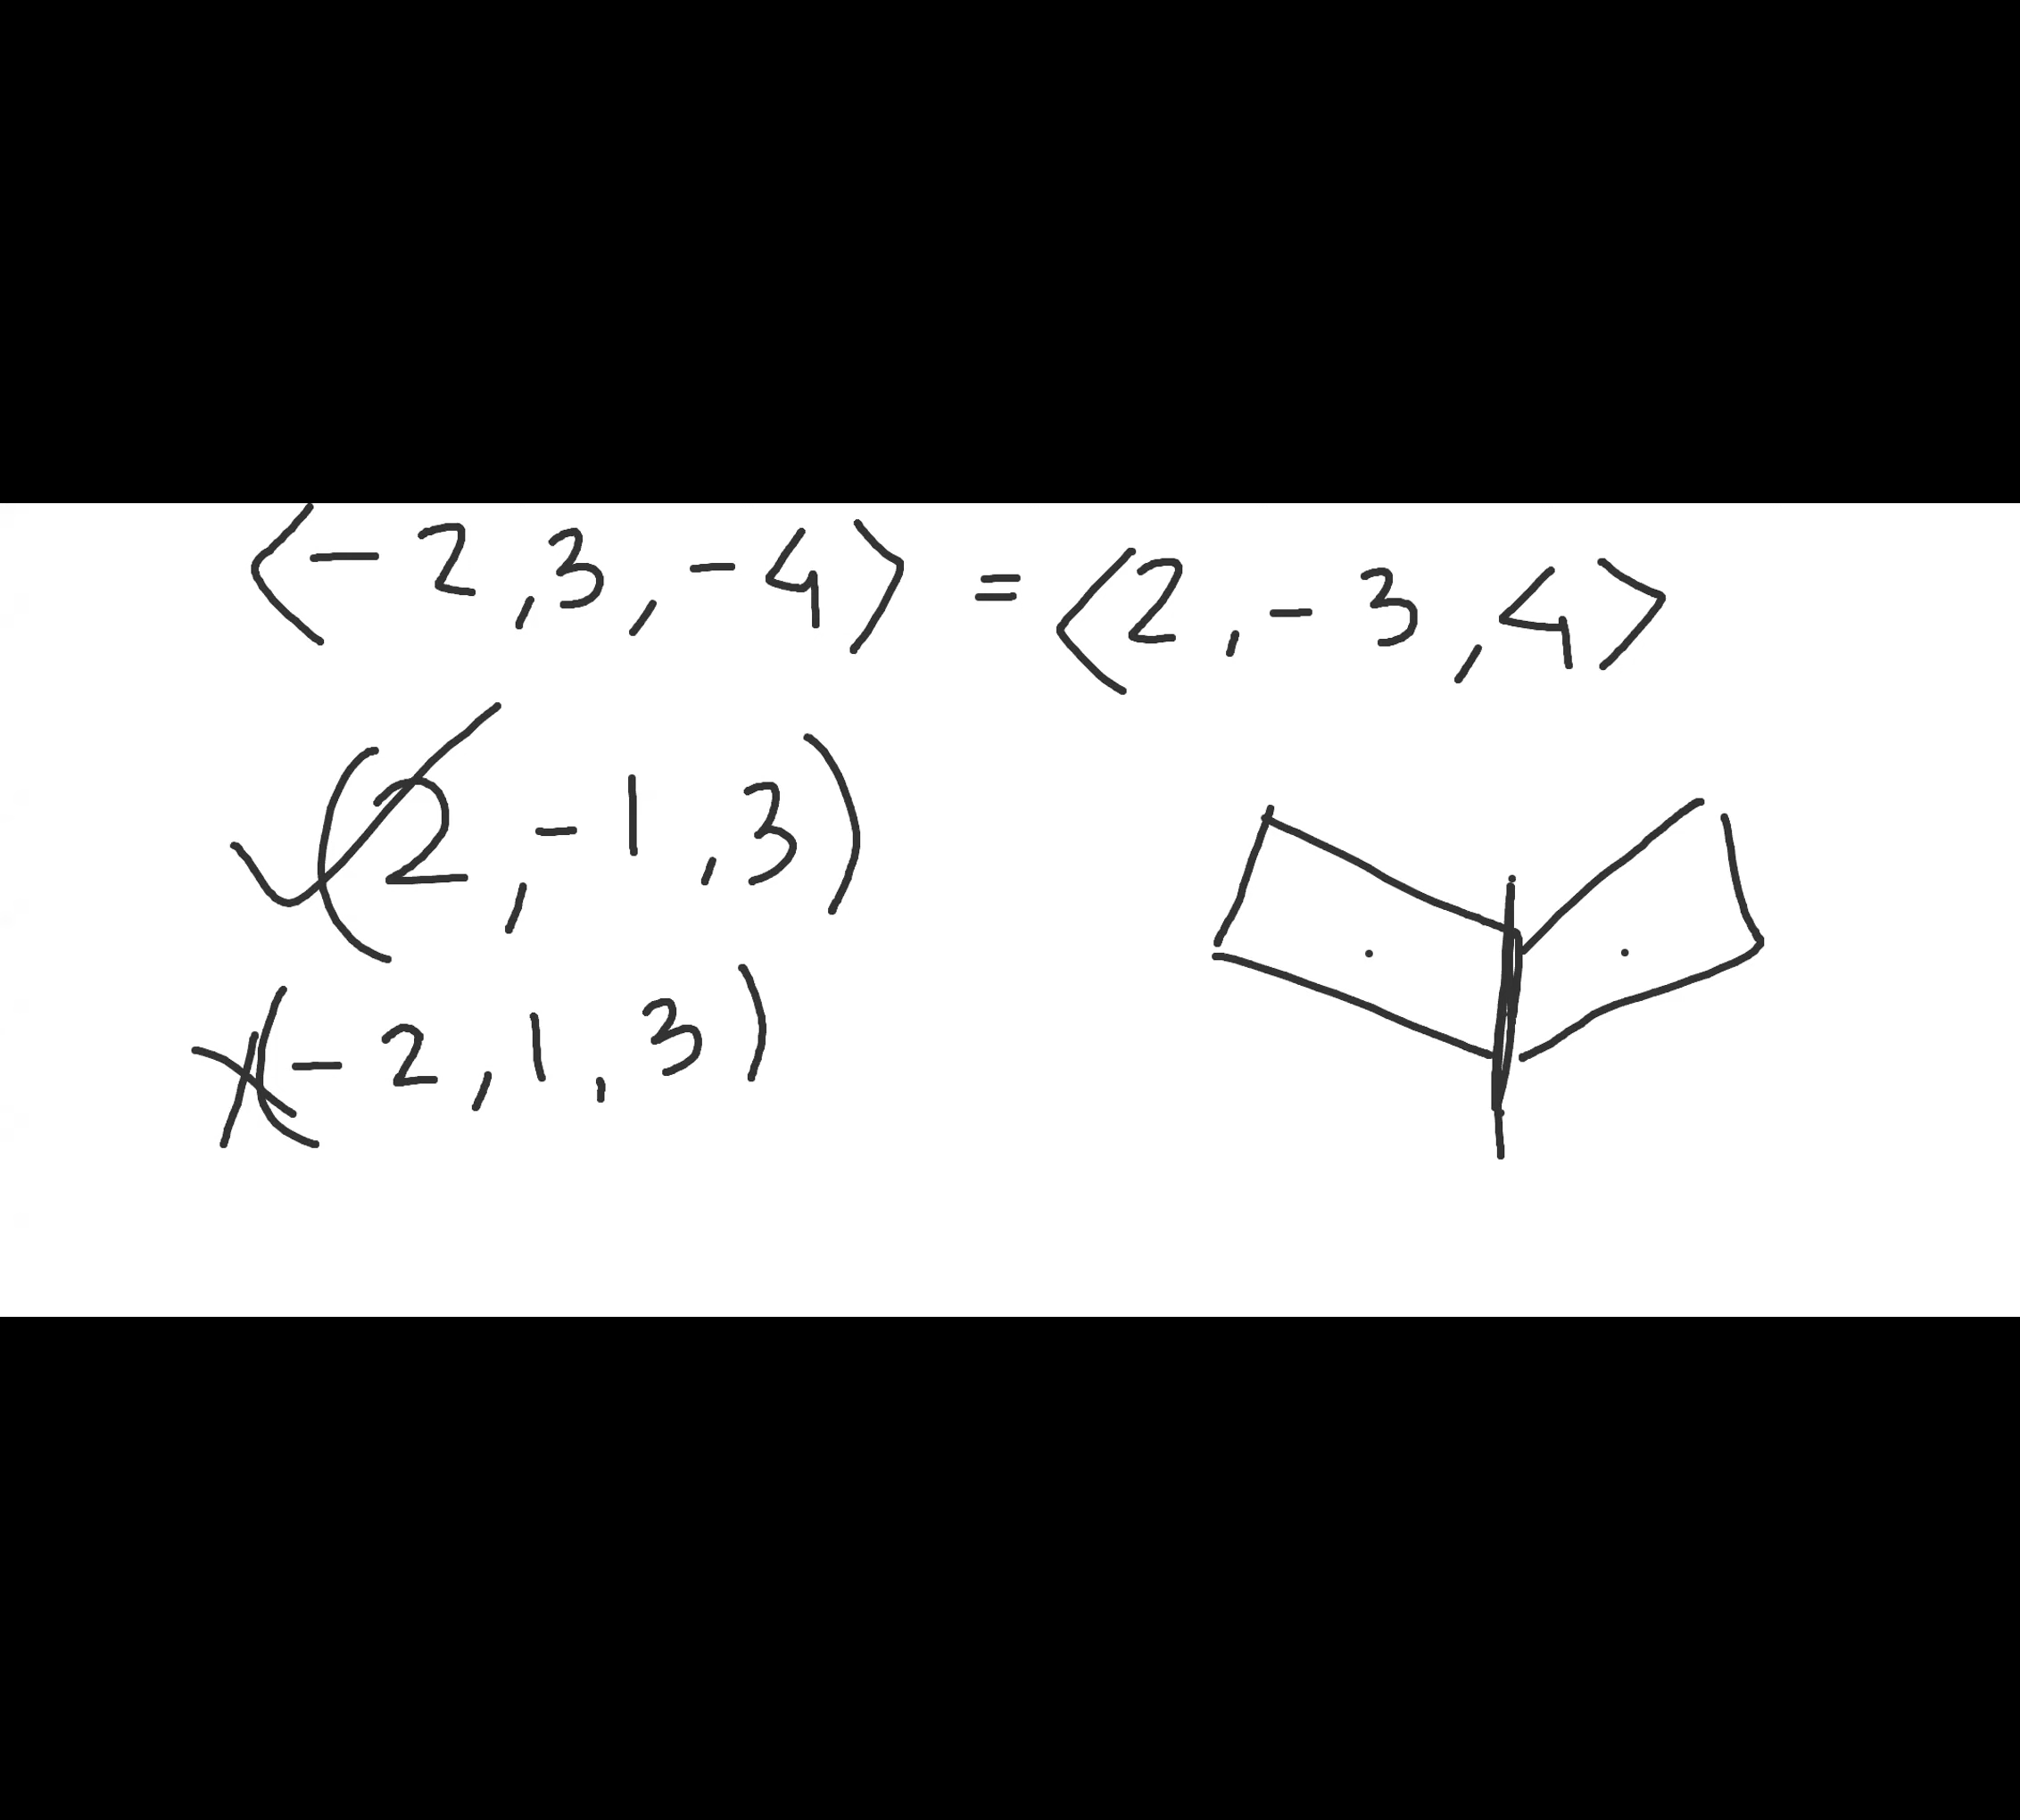 ⟨-2,3,-4⟩ = ⟨2,-3,4⟩
✓(2,-1,3)
x(-2,1,3)